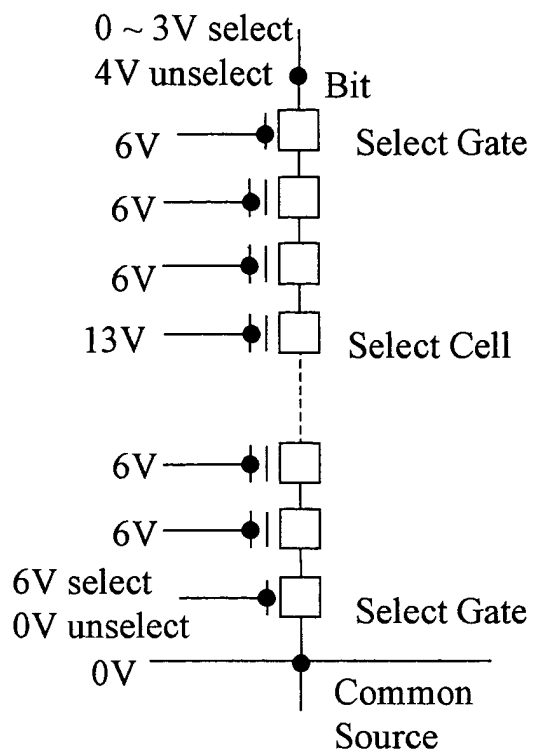 0 ~ 3V select
4V unselect
Bit
6V
Select Gate
6V
6V
13V
Select Cell
6V
6V
6V select
0V unselect
Select Gate
0V
Common
Source